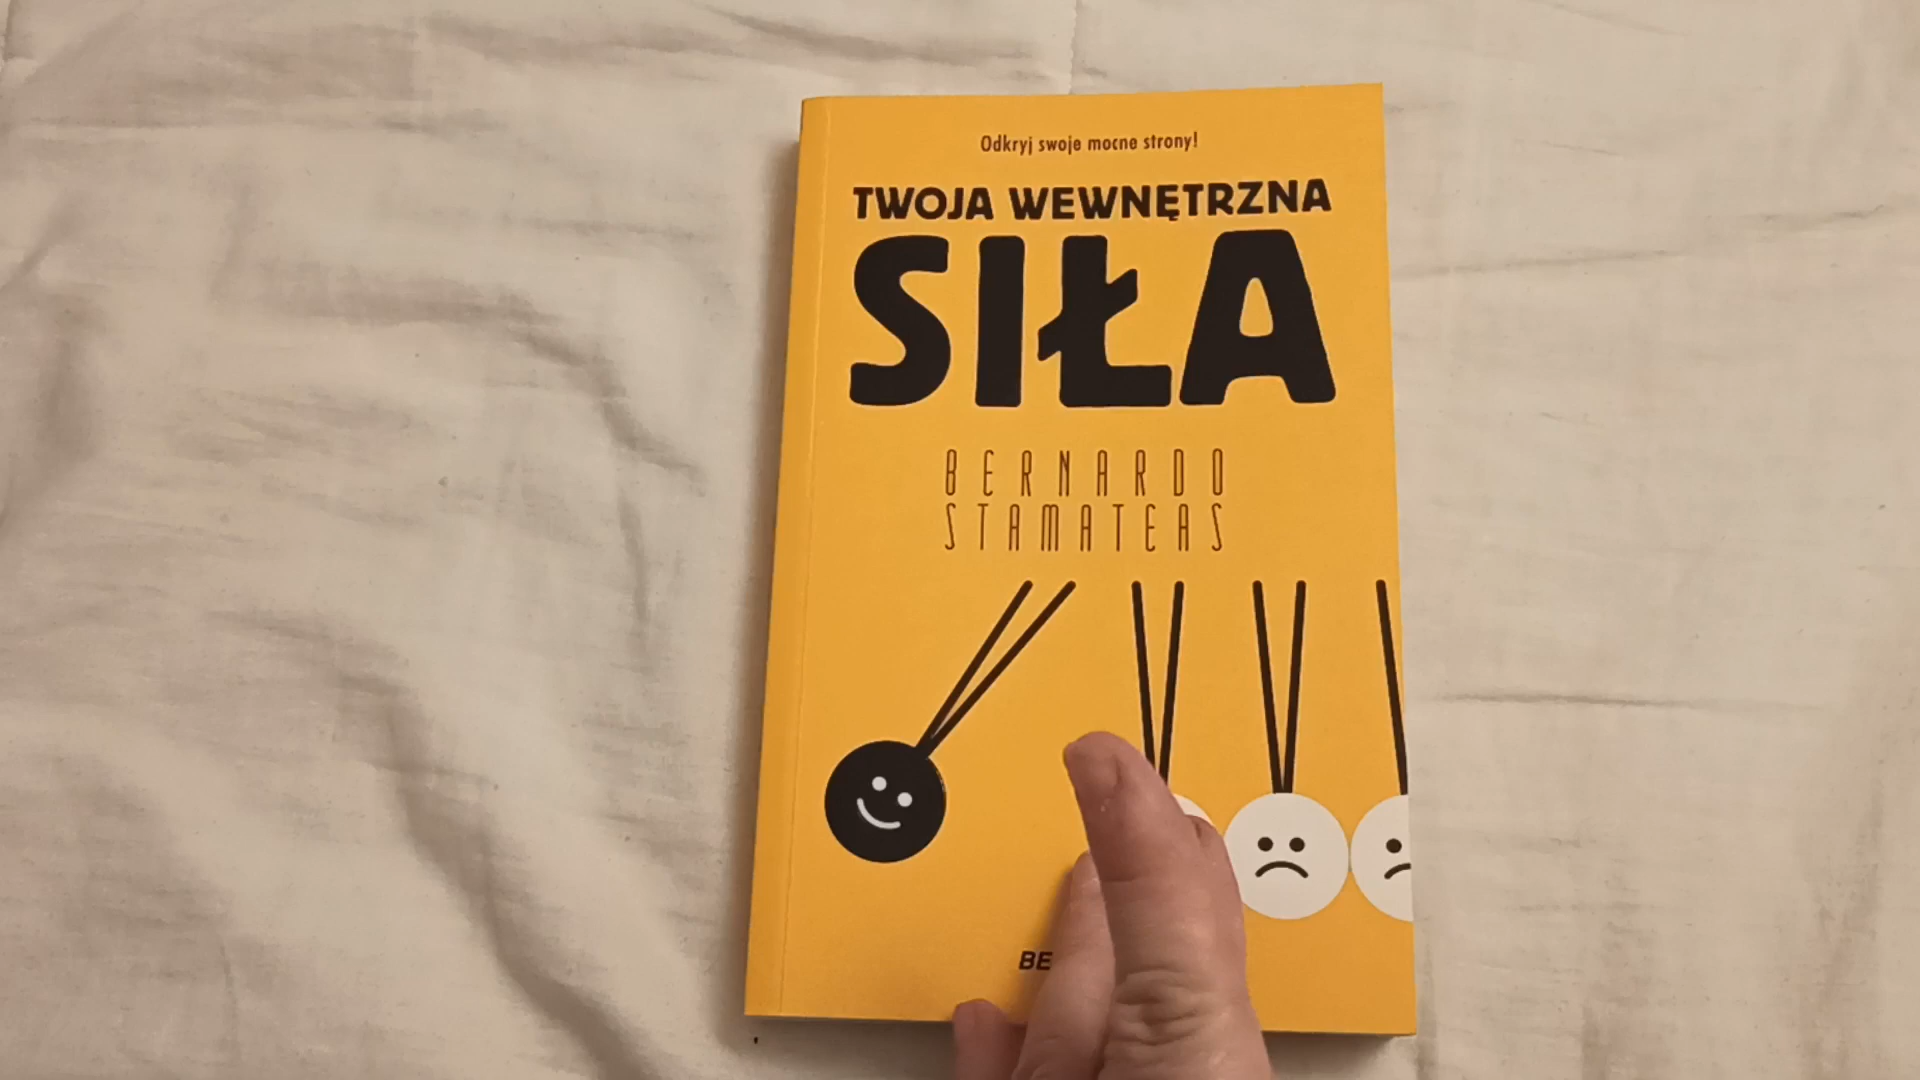 Odkryj swoje mocne strony!
TWOJA WEWNĘTRZNA
SIŁA
BERNARDO
STAMATEAS